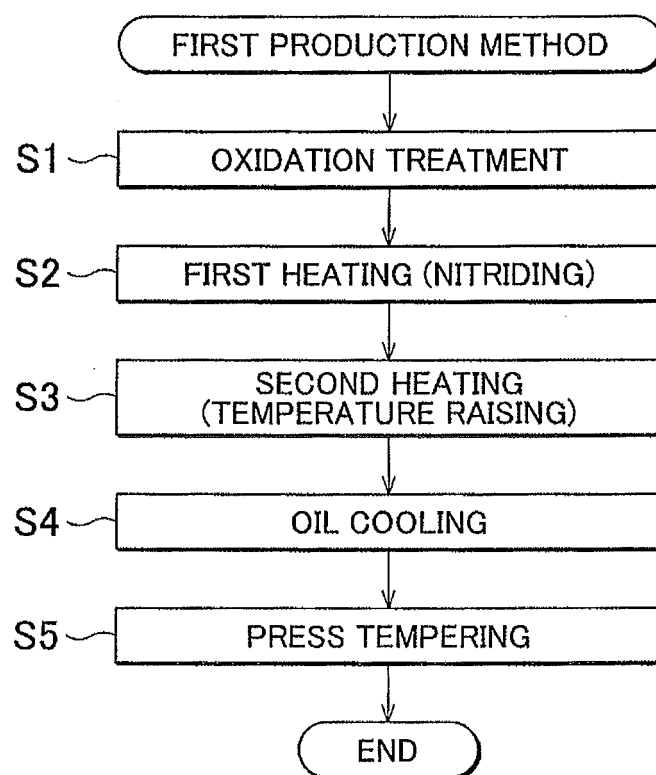 FIRST PRODUCTION METHOD
S1 OXIDATION TREATMENT
S2 FIRST HEATING (NITRIDING)
S3 SECOND HEATING
(TEMPERATURE RAISING)
S4 OIL COOLING
S5 PRESS TEMPERING
END